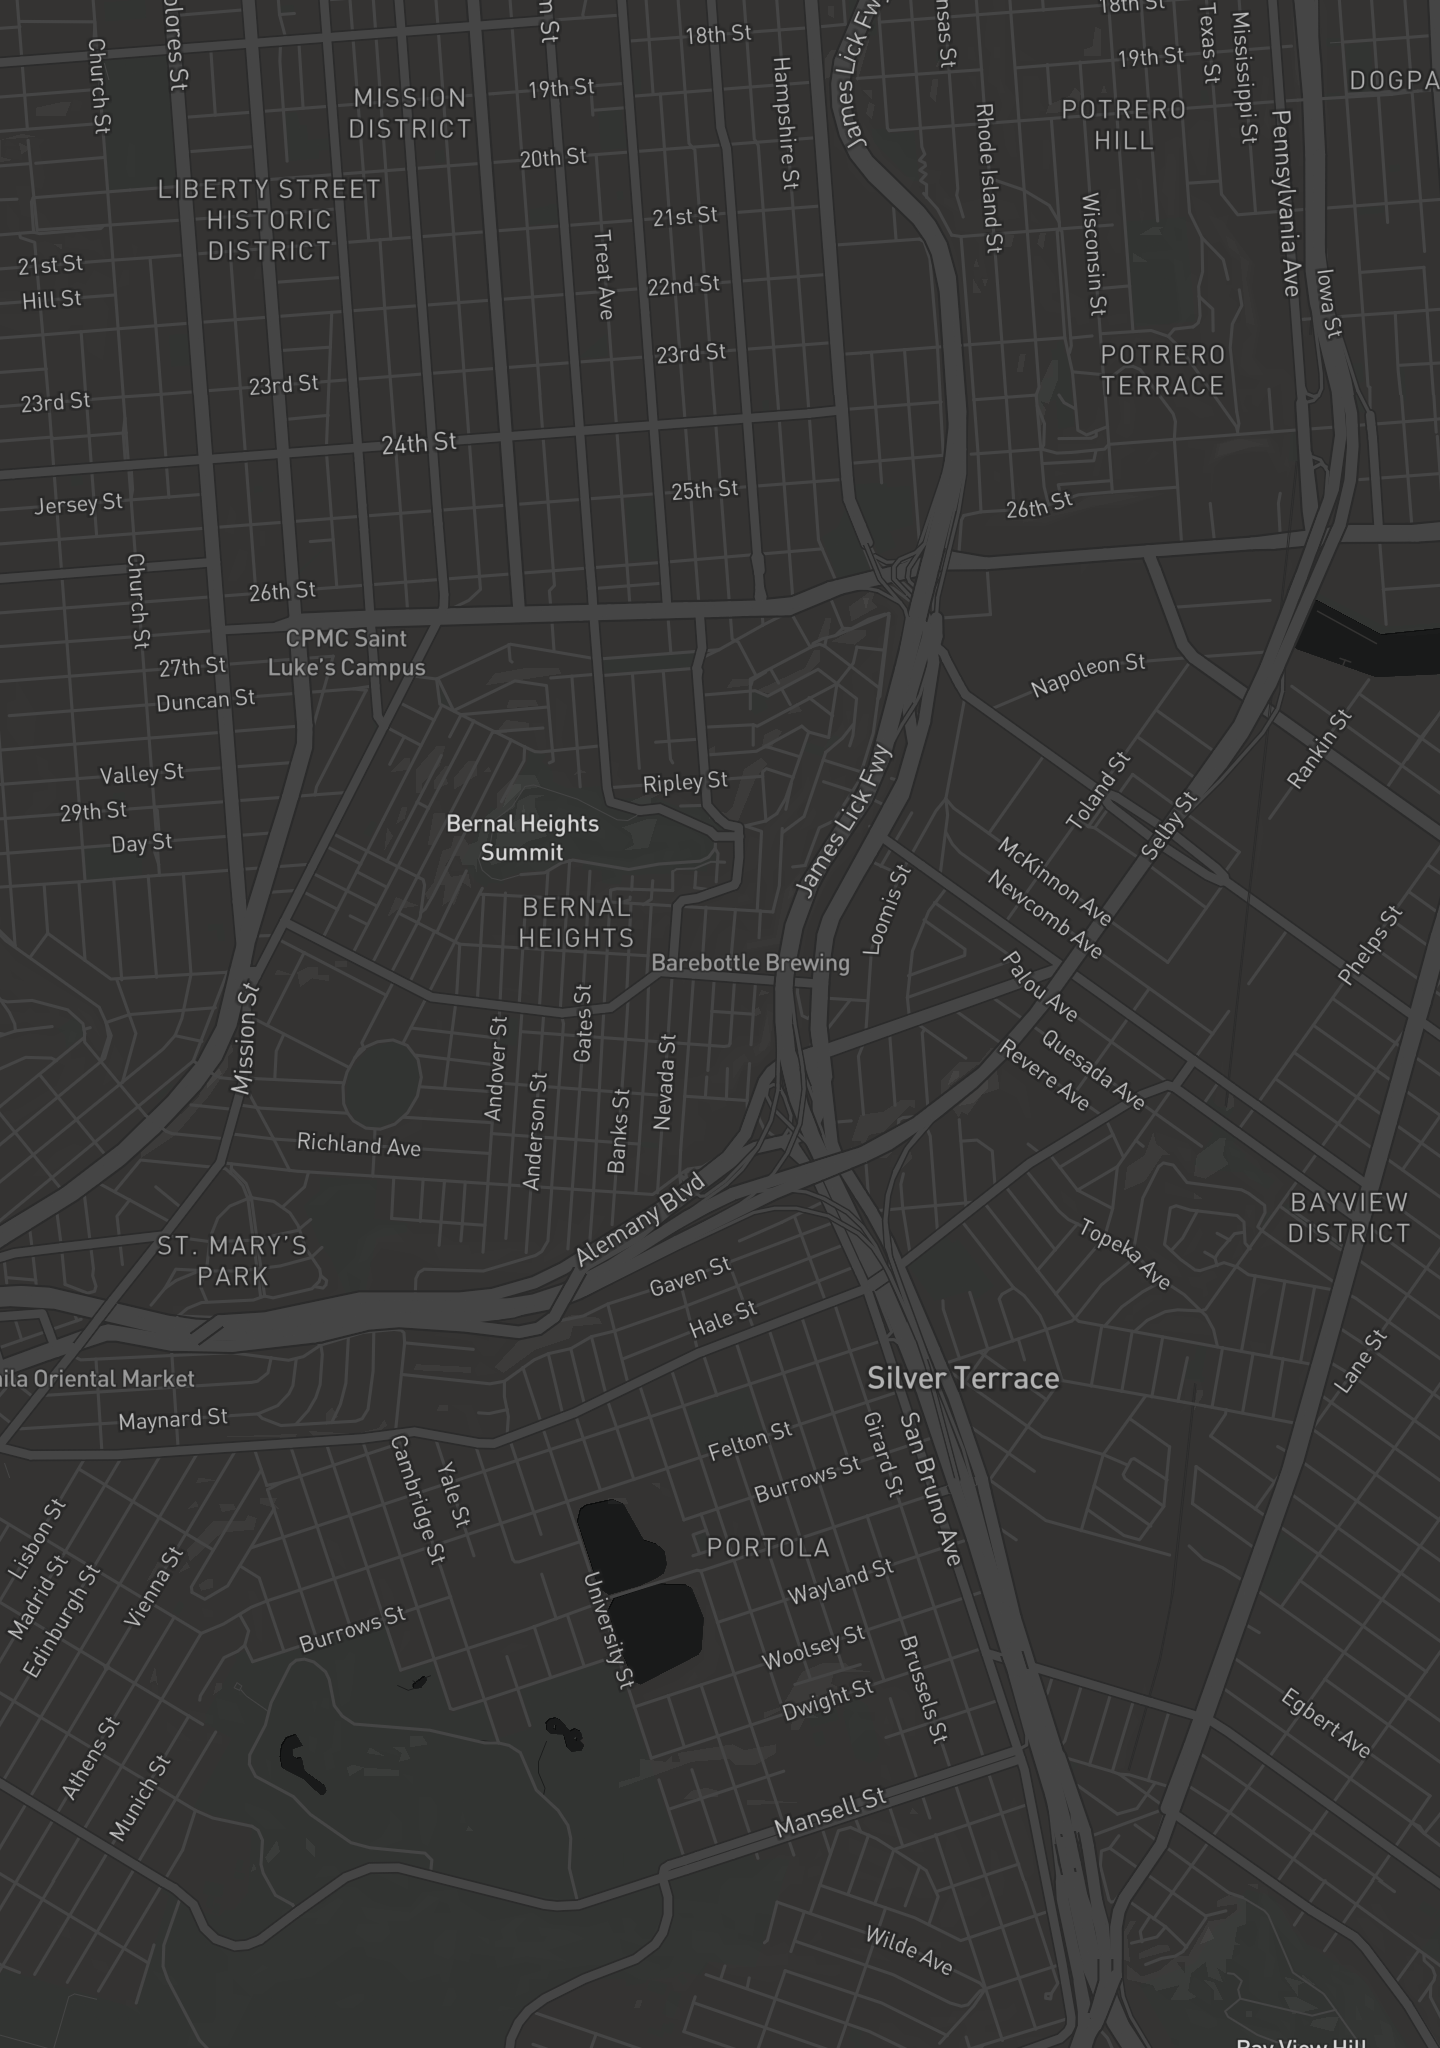 18th St
Dolores St
James Lick Fwy
18th St
Texas St
Mississippi St
Church St
19th St
19th St
DOGPA
MISSION
DISTRICT
Hampshire St
POTRERO
HILL
20th St
Rhode Island St
Pennsylvania Ave
LIBERTY STREET
HISTORIC
DISTRICT
21st St
Wisconsin St
21st St
Treat Ave
Hill St
22nd St
Iowa St
23rd St
POTRERO
TERRACE
23rd St
23rd St
24th St
25th St
Jersey St
26th St
Church St
26th St
CPMC Saint
Luke's Campus
27th St
Napoleon St
Duncan St
Rankin St
Valley St
Ripley St
Toland St
29th St
James Lick Fwy
Selby St
Bernal Heights
Summit
Day St
McKinnon Ave
Newcomb Ave
BERNAL
HEIGHTS
Loomis St
Phelps St
Barebottle Brewing
Palou Ave
Mission St
Gates St
Andover St
Nevada St
Quesada Ave
Revere Ave
Anderson St
Banks St
Richland Ave
Alemany Blvd
BAYVIEW
DISTRICT
ST. MARY'S
PARK
Topeka Ave
Gaven St
Hale St
Lane St
ila Oriental Market
Silver Terrace
Maynard St
Felton St
Girard St
San Bruno Ave
Cambridge St
Yale St
Burrows St
Lisbon St
PORTOLA
Madrid St
Edinburgh St
Vienna St
Wayland St
University St
Burrows St
Woolsey St
Brussels St
Dwight St
Egbert Ave
Athens St
Munich St
Mansell St
Wilde Ave
Bay View Hill